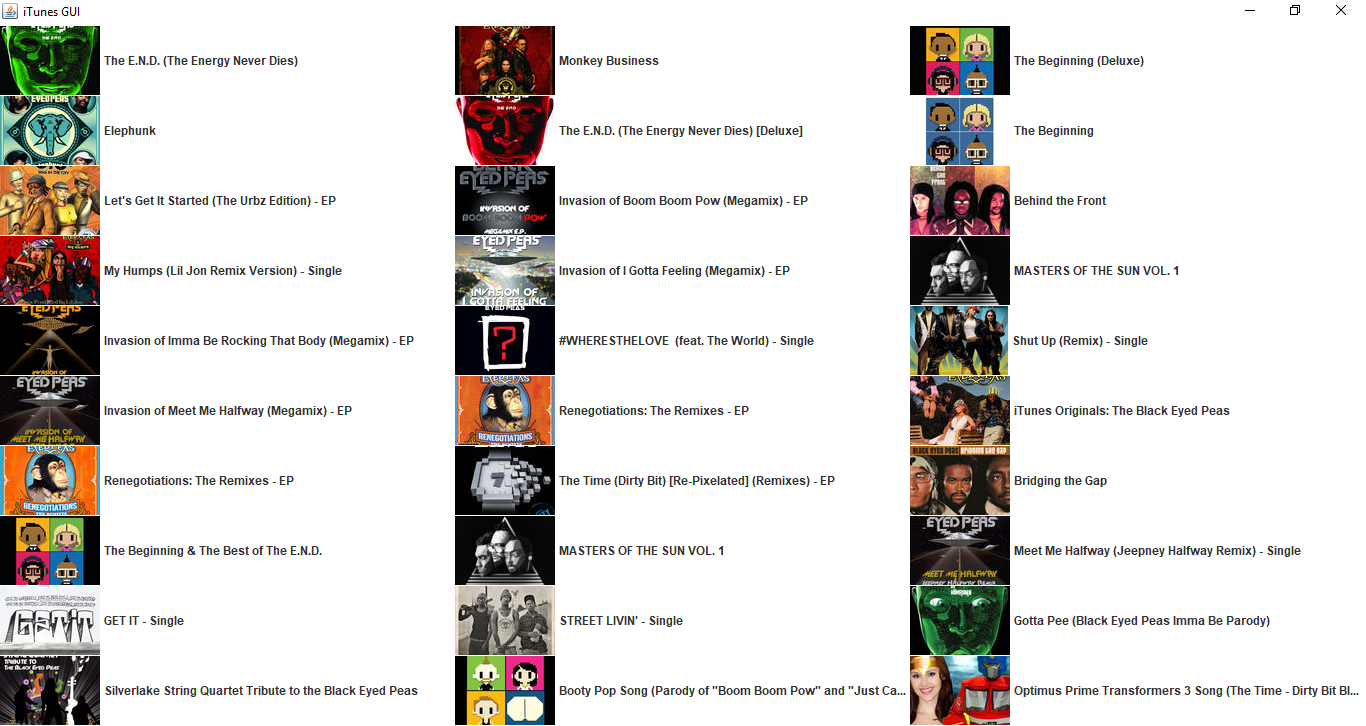 iTunes GUI
The E.N.D. (The Energy Never Dies)
Monkey Business
The Beginning (Deluxe)
Elephunk
The E.N.D. (The Energy Never Dies) [Deluxe]
The Beginning
Let's Get It Started (The Urbz Edition) - EP
Invasion of Boom Boom Pow (Megamix) - EP
Behind the Front
My Humps (Lil Jon Remix Version) - Single
Invasion of I Gotta Feeling (Megamix) - EP
MASTERS OF THE SUN VOL. 1
Invasion of Imma Be Rocking That Body (Megamix) - EP
#WHERESTHELOVE (feat. The World) - Single
Shut Up (Remix) - Single
Invasion of Meet Me Halfway (Megamix) - EP
Renegotiations: The Remixes - EP
iTunes Originals: The Black Eyed Peas
Renegotiations: The Remixes - EP
The Time (Dirty Bit) [Re-Pixelated] (Remixes) - EP
Bridging the Gap
The Beginning & The Best of The E.N.D.
MASTERS OF THE SUN VOL. 1
Meet Me Halfway (Jeepney Halfway Remix) - Single
GET IT - Single
STREET LIVIN' - Single
Gotta Pee (Black Eyed Peas Imma Be Parody)
Silverlake String Quartet Tribute to the Black Eyed Peas
Booty Pop Song (Parody of "Boom Boom Pow" and "Just Ca...
Optimus Prime Transformers 3 Song (The Time - Dirty Bit Bl...